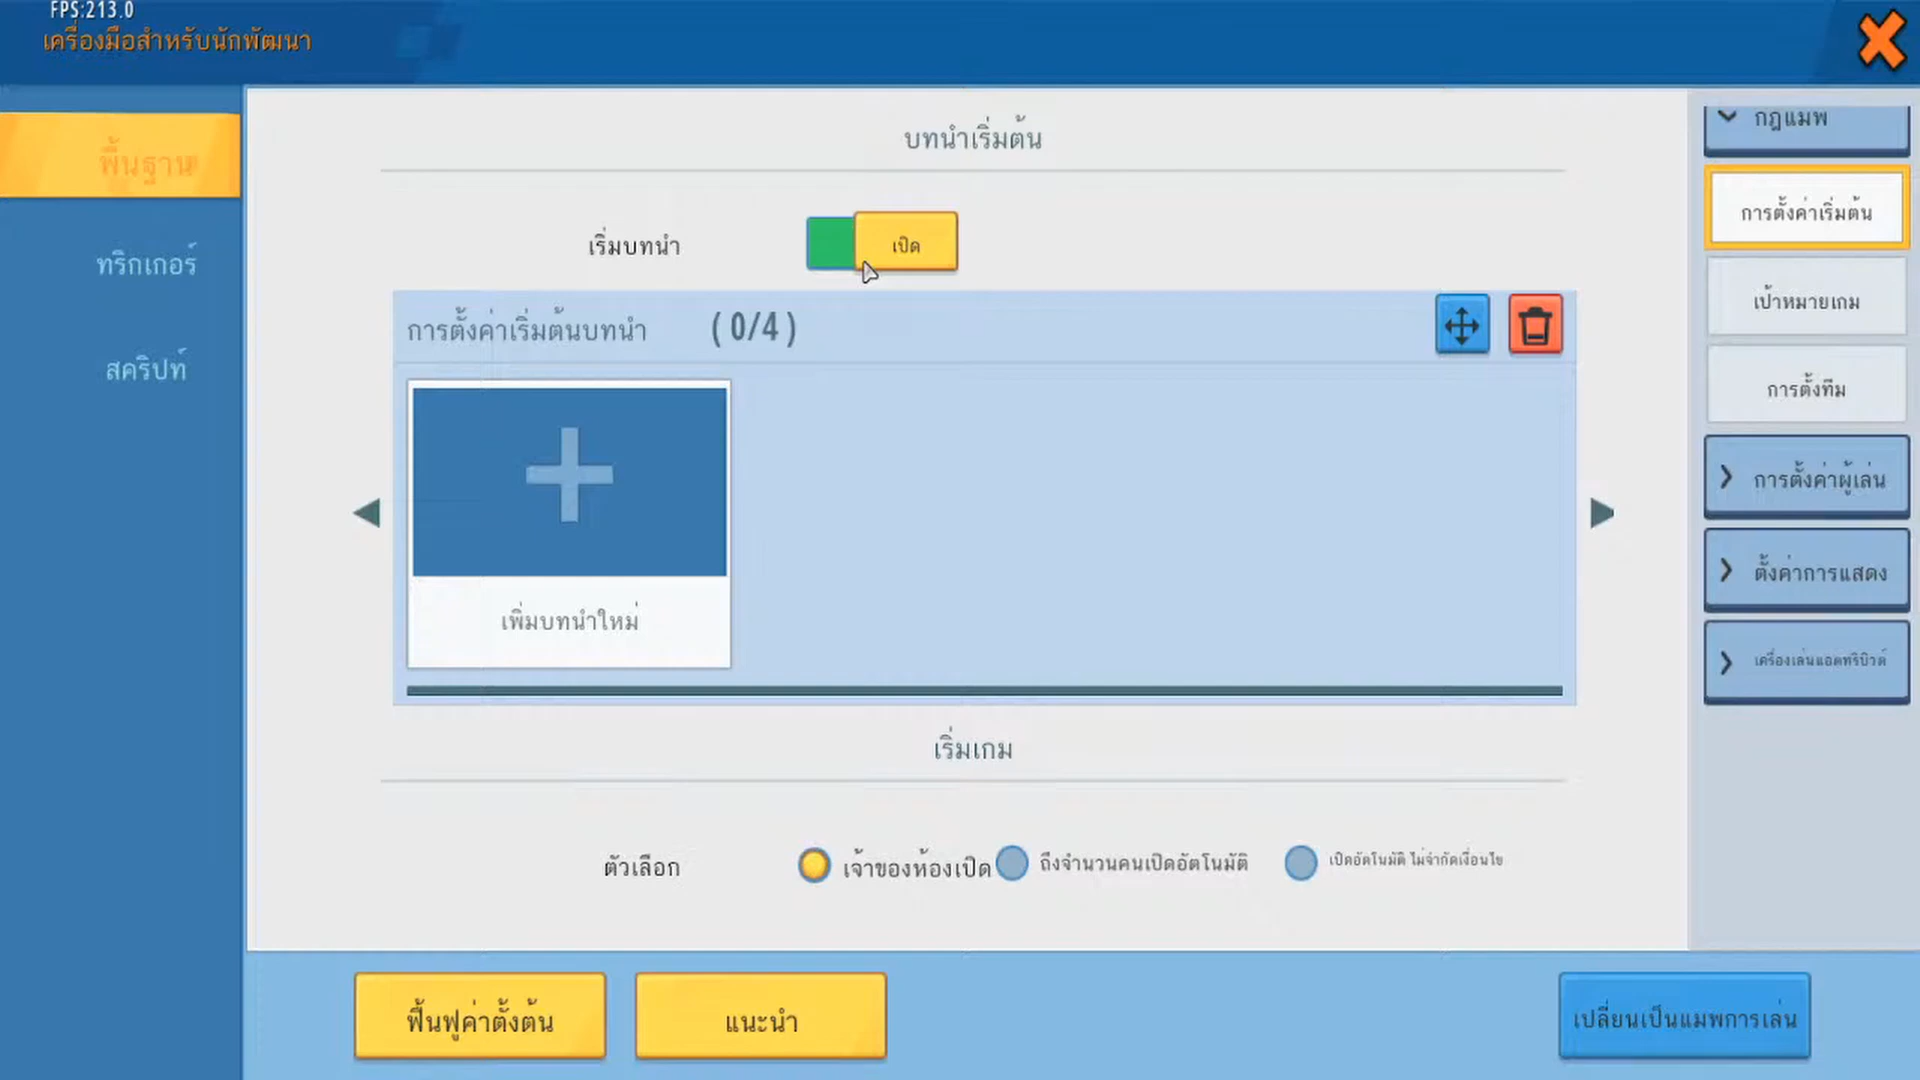 FPS:213.0
เครื่องมือสำหรับนักพัฒนา
พื้นฐาน
ทริกเกอร์
สคริปท์
บทนำเริ่มต้น
เริ่มบทนำ
เปิด
การตั้งค่าเริ่มต้นบทนำ (0/4)
เพิ่มบทนำใหม่
เริ่มเกม
ตัวเลือก
เจ้าของห้องเปิด
ถึงจำนวนคนเปิดอัตโนมัติ
เปิดอัตโนมัติ ไม่จำกัดเงื่อนไข
กฎแมพ
การตั้งค่าเริ่มต้น
เป้าหมายเกม
การตั้งทีม
การตั้งค่าผู้เล่น
ตั้งค่าการแสดง
เครื่องเล่นแอตทริบิวต์
ฟื้นฟูค่าตั้งต้น
แนะนำ
เปลี่ยนเป็นแมพการเล่น